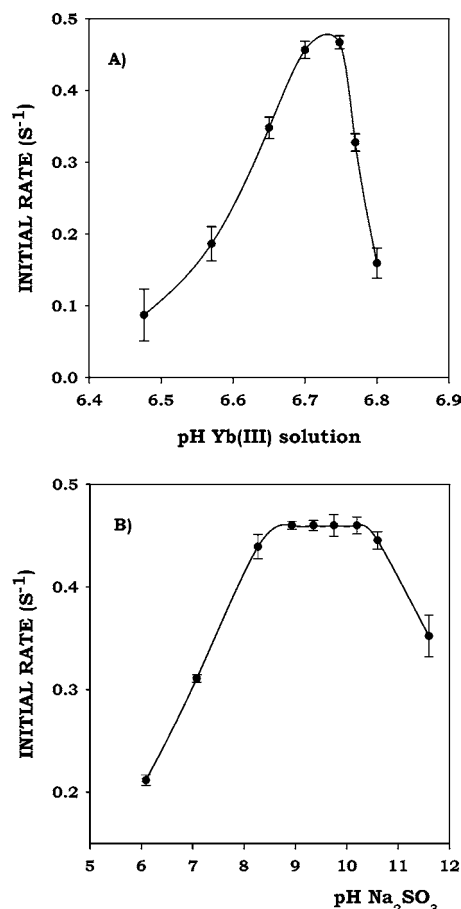 A)
INITIAL RATE (S⁻¹)
0.5
0.4
0.3
0.2
0.1
0.0
6.4 6.5 6.6 6.7 6.8 6.9
pH Yb(III) solution
B)
INITIAL RATE (S⁻¹)
0.5
0.4
0.3
0.2
5 6 7 8 9 10 11 12
pH Na₂SO₃